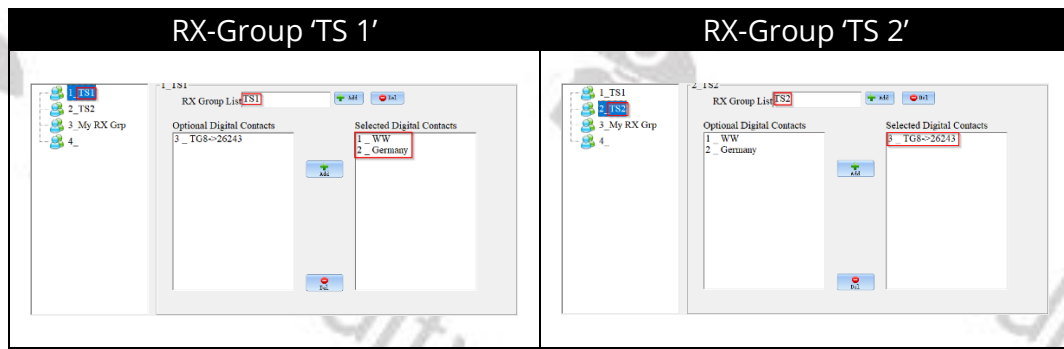 RX-Group ‘TS 1’
1_TS1
2_TS2
3_My RX Grp
4_
1_TS1
RX Group List TS1
Add
Del
Optional Digital Contacts
3 _ TG8->26243
Add
Del
Selected Digital Contacts
1 _ WW
2 _ Germany
RX-Group ‘TS 2’
1_TS1
2_TS2
3_My RX Grp
4_
2_TS2
RX Group List TS2
Add
Del
Optional Digital Contacts
1 _ WW
2 _ Germany
Add
Del
Selected Digital Contacts
3 _ TG8->26243